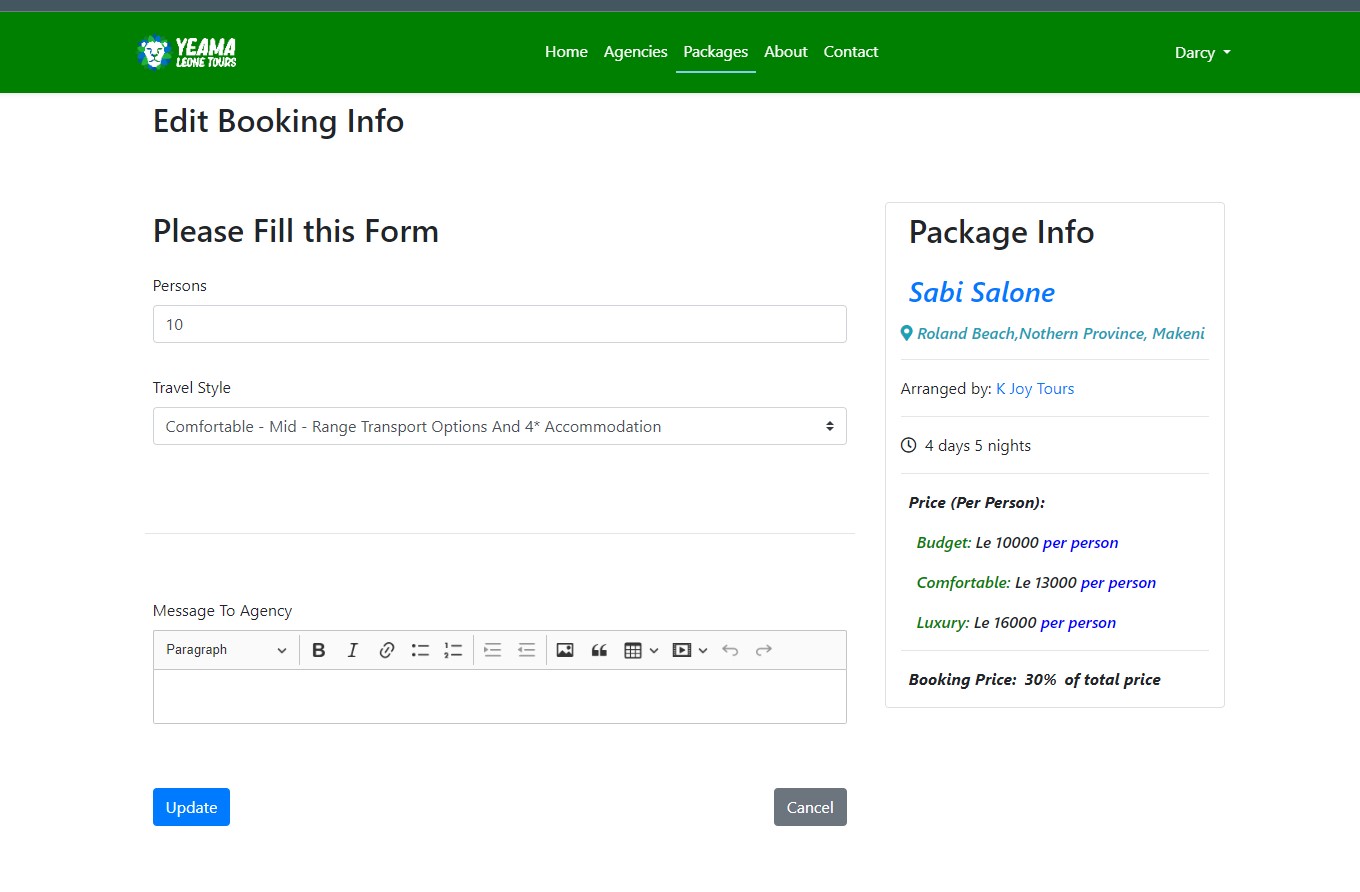 YEAMA
LEONE TOURS
Home Agencies Packages About Contact
Darcy
Edit Booking Info
Please Fill this Form
Persons
10
Travel Style
Comfortable - Mid - Range Transport Options And 4* Accommodation
Message To Agency
Paragraph
Update
Cancel
Package Info
Sabi Salone
Roland Beach,Nothern Province, Makeni
Arranged by: K Joy Tours
4 days 5 nights
Price (Per Person):
Budget: Le 10000 per person
Comfortable: Le 13000 per person
Luxury: Le 16000 per person
Booking Price: 30% of total price